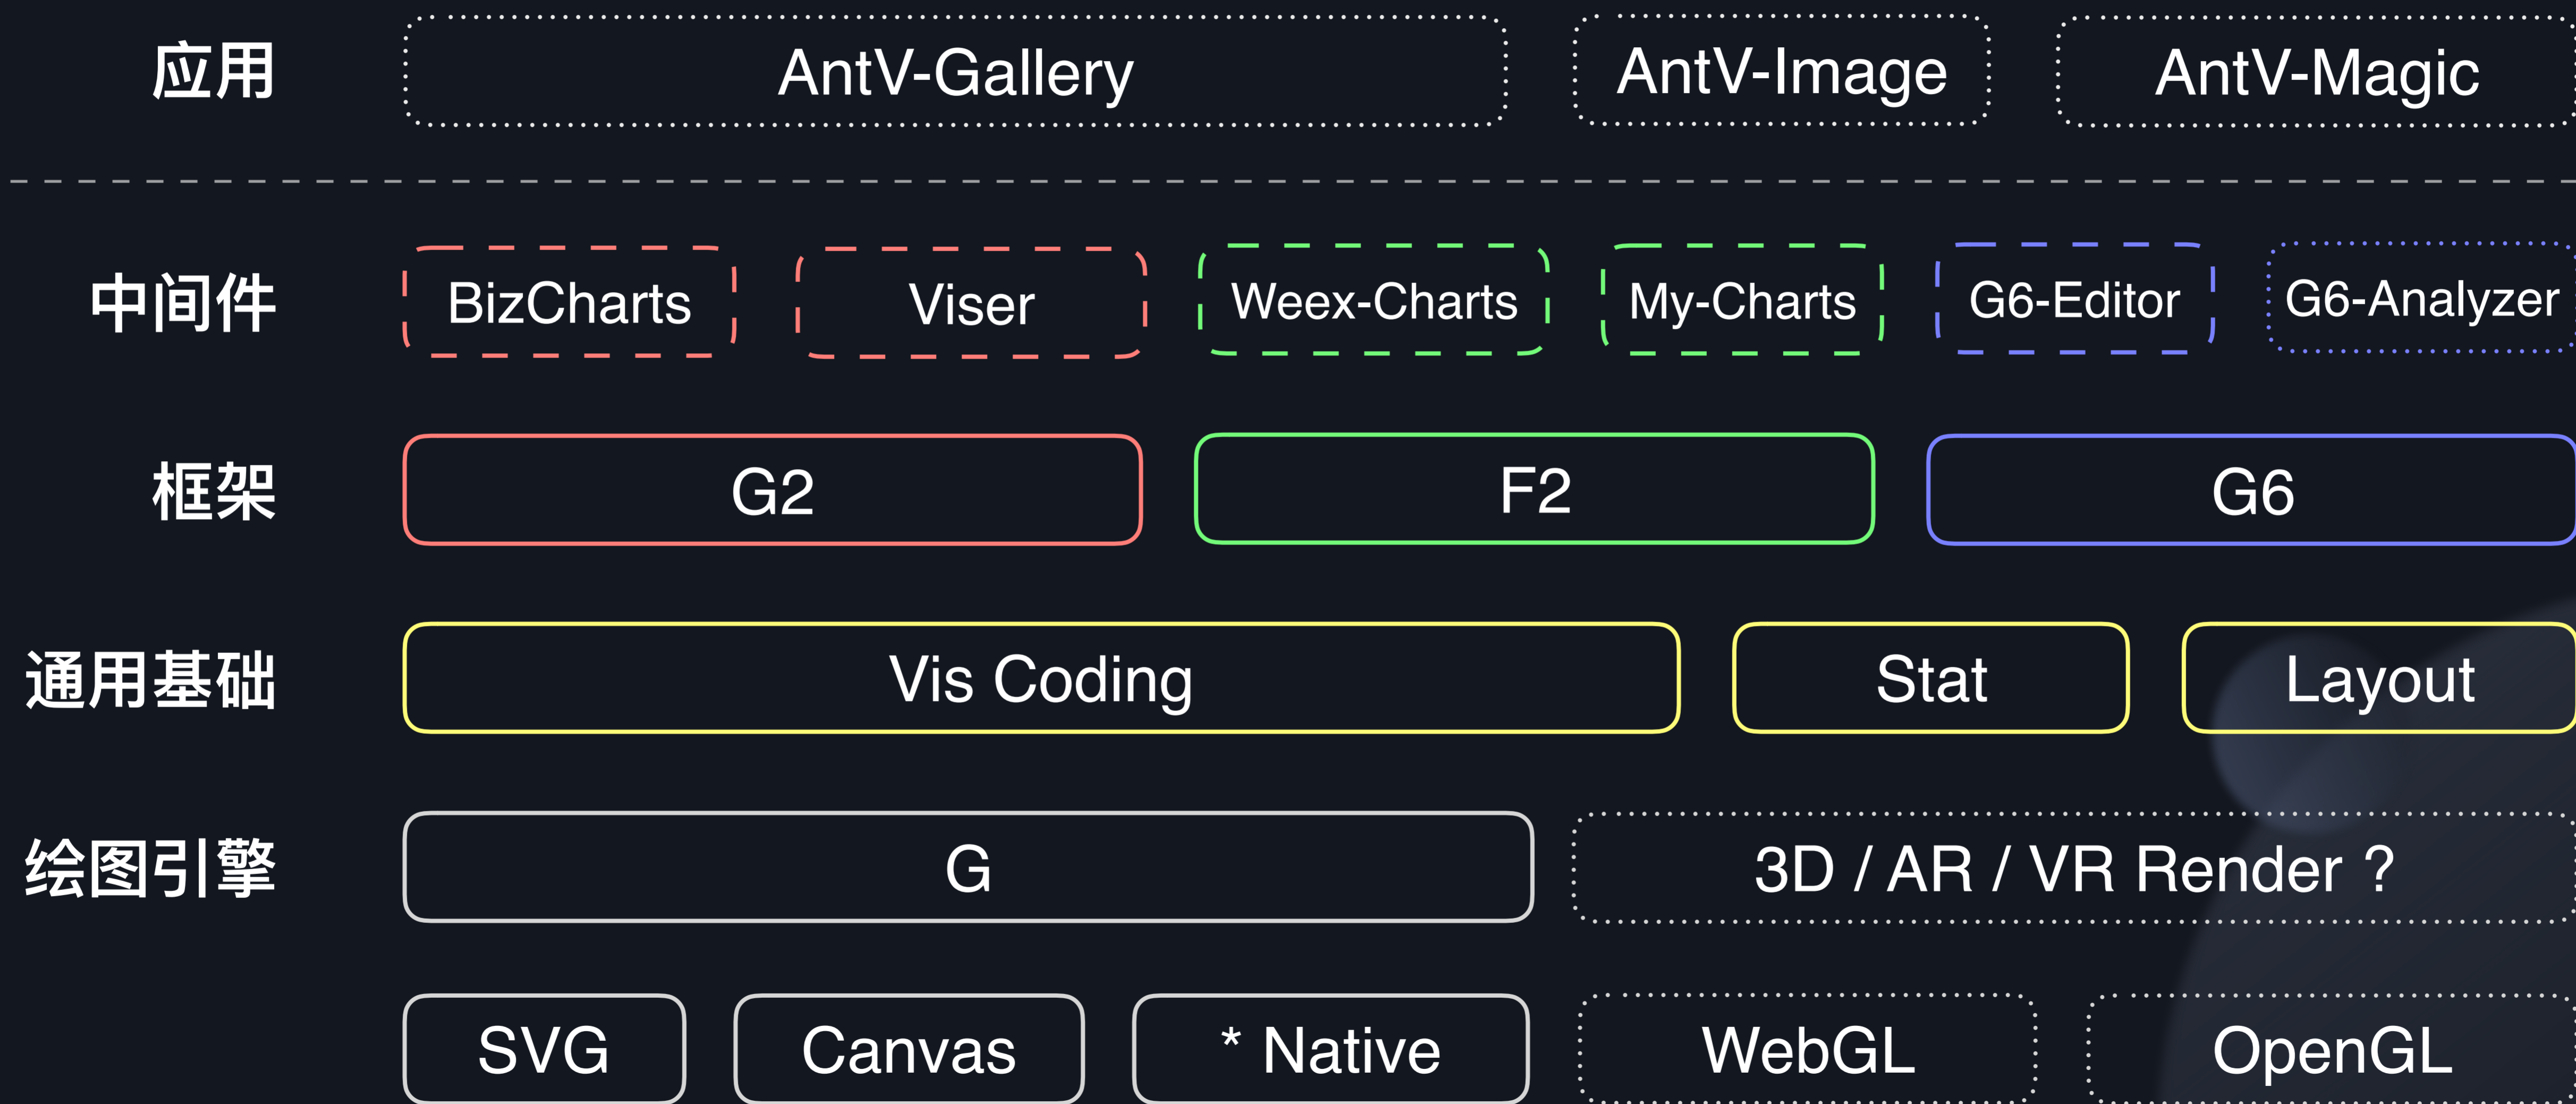 应用 AntV-Gallery AntV-Image AntV-Magic
中间件 BizCharts Viser Weex-Charts My-Charts G6-Editor G6-Analyzer
框架 G2 F2 G6
通用基础 Vis Coding Stat Layout
绘图引擎 G 3D / AR / VR Render ?
SVG Canvas * Native WebGL OpenGL